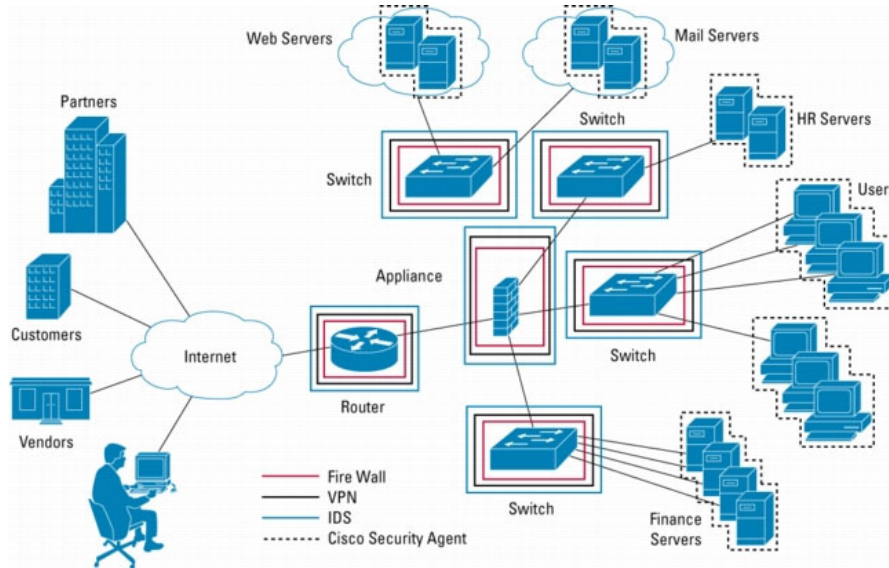 Web Servers
Mail Servers
Partners
Switch
HR Servers
Switch
User
Appliance
Customers
Internet
Switch
Router
Vendors
Fire Wall
VPN
IDS
Cisco Security Agent
Switch
Finance
Servers